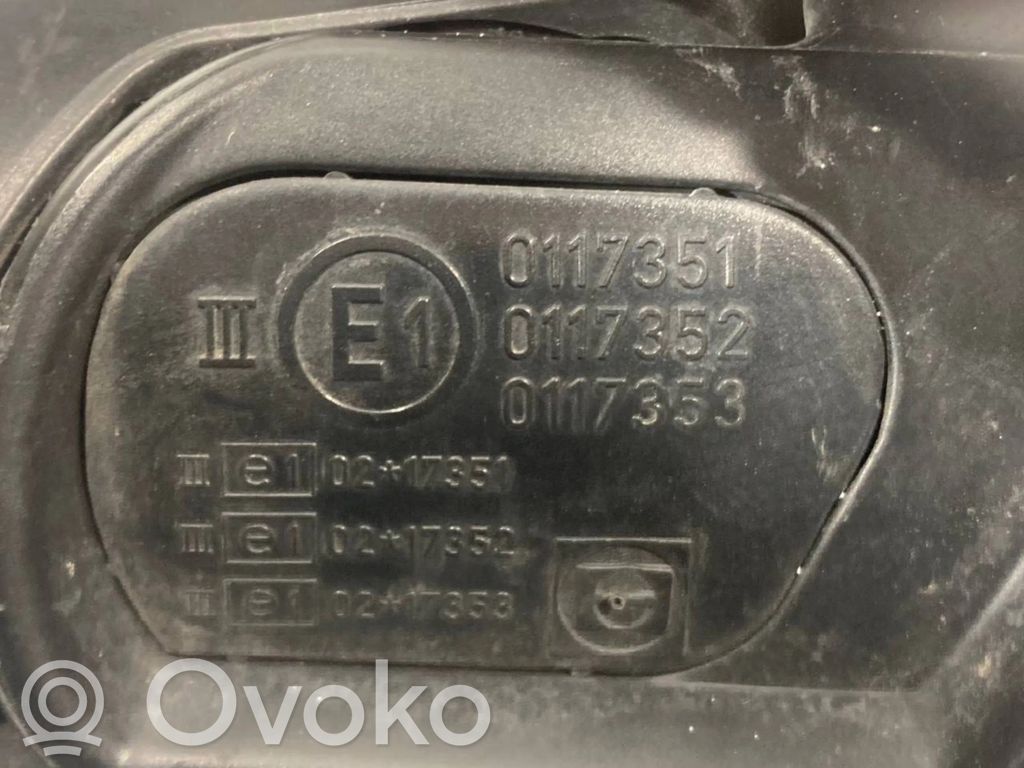 0117351
III E1 0117352
0117353
III e1 02*17351
III e1 02*17352
III e1 02*17353
Ovoko